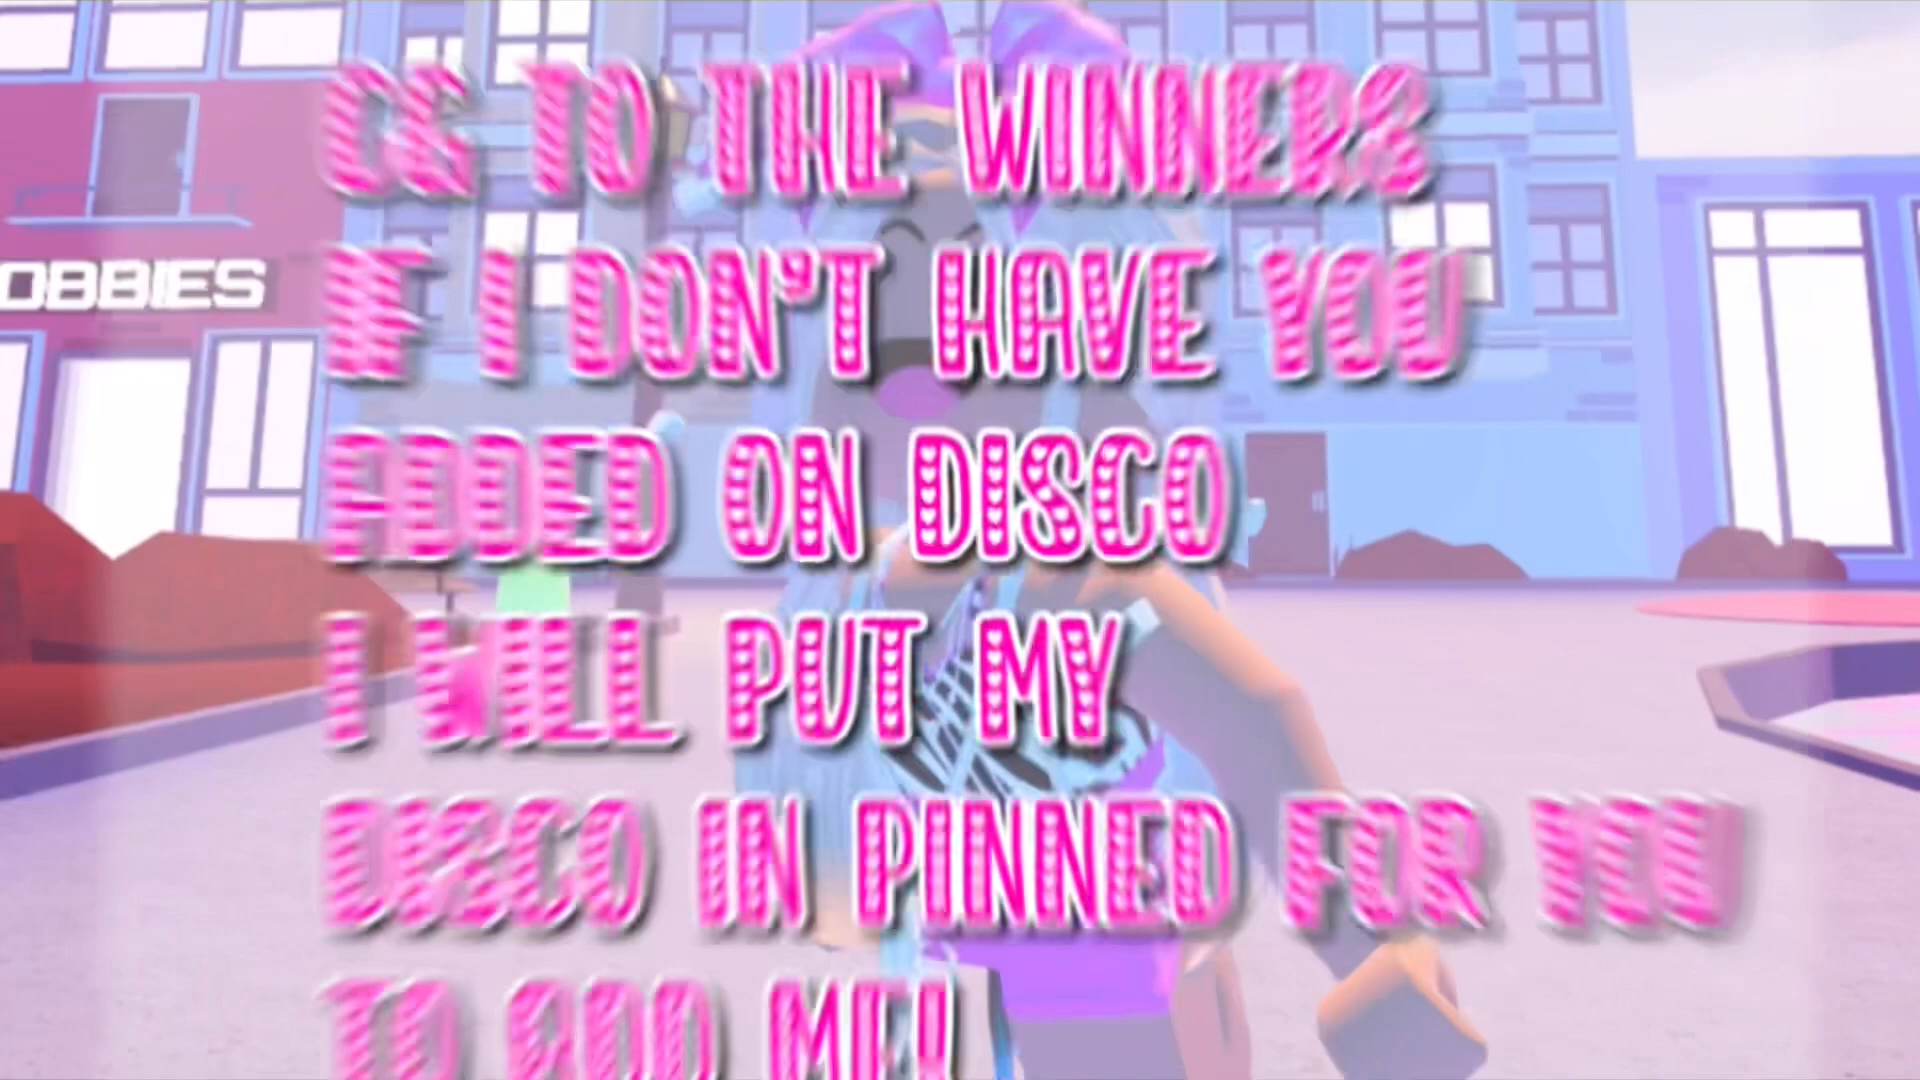 CG TO THE WINNERS
OBBIES
IF I DON'T HAVE YOU
ADDED ON DISCO
I WILL PUT MY
DISCO IN PINNED FOR YOU
TO ADD ME!